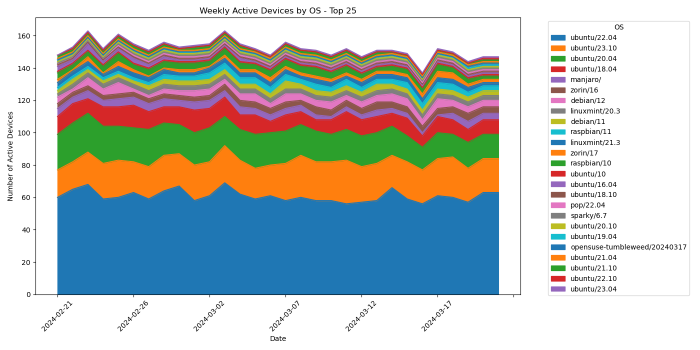 Weekly Active Devices by OS - Top 25
Number of Active Devices
160
140
120
100
80
60
40
20
0
2024-02-21
2024-02-26
2024-03-02
2024-03-07
2024-03-12
2024-03-17
Date
OS
ubuntu/22.04
ubuntu/23.10
ubuntu/20.04
ubuntu/18.04
manjaro/
zorin/16
debian/12
linuxmint/20.3
debian/11
raspbian/11
linuxmint/21.3
zorin/17
raspbian/10
ubuntu/10
ubuntu/16.04
ubuntu/18.10
pop/22.04
sparky/6.7
ubuntu/20.10
ubuntu/19.04
opensuse-tumbleweed/20240317
ubuntu/21.04
ubuntu/21.10
ubuntu/22.10
ubuntu/23.04